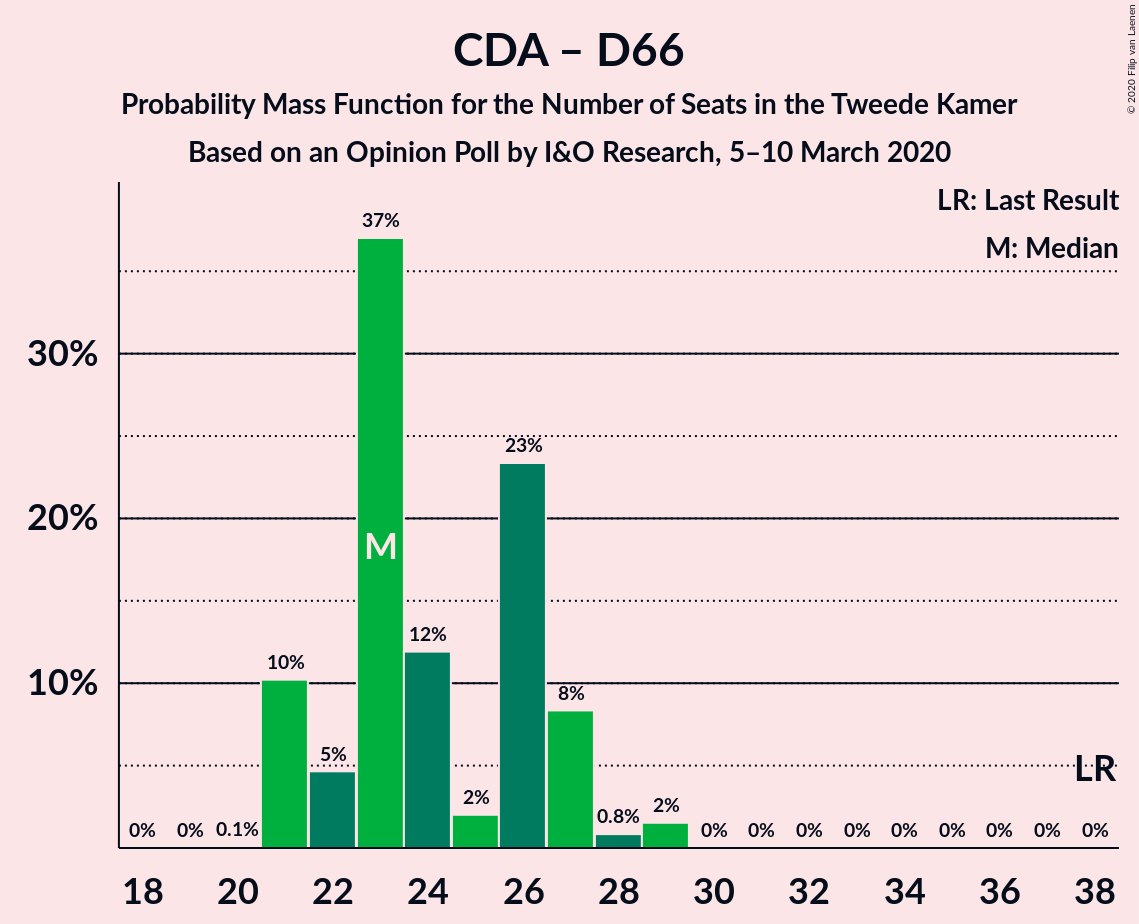 CDA – D66
Probability Mass Function for the Number of Seats in the Tweede Kamer
Based on an Opinion Poll by I&O Research, 5–10 March 2020
© 2020 Filip van Laenen
LR: Last Result
M: Median
30%
20%
10%
0%
0%
0.1%
10%
5%
37%
M
12%
2%
23%
8%
0.8%
2%
0%
0%
0%
0%
0%
0%
0%
0%
0%
LR
18 20 22 24 26 28 30 32 34 36 38